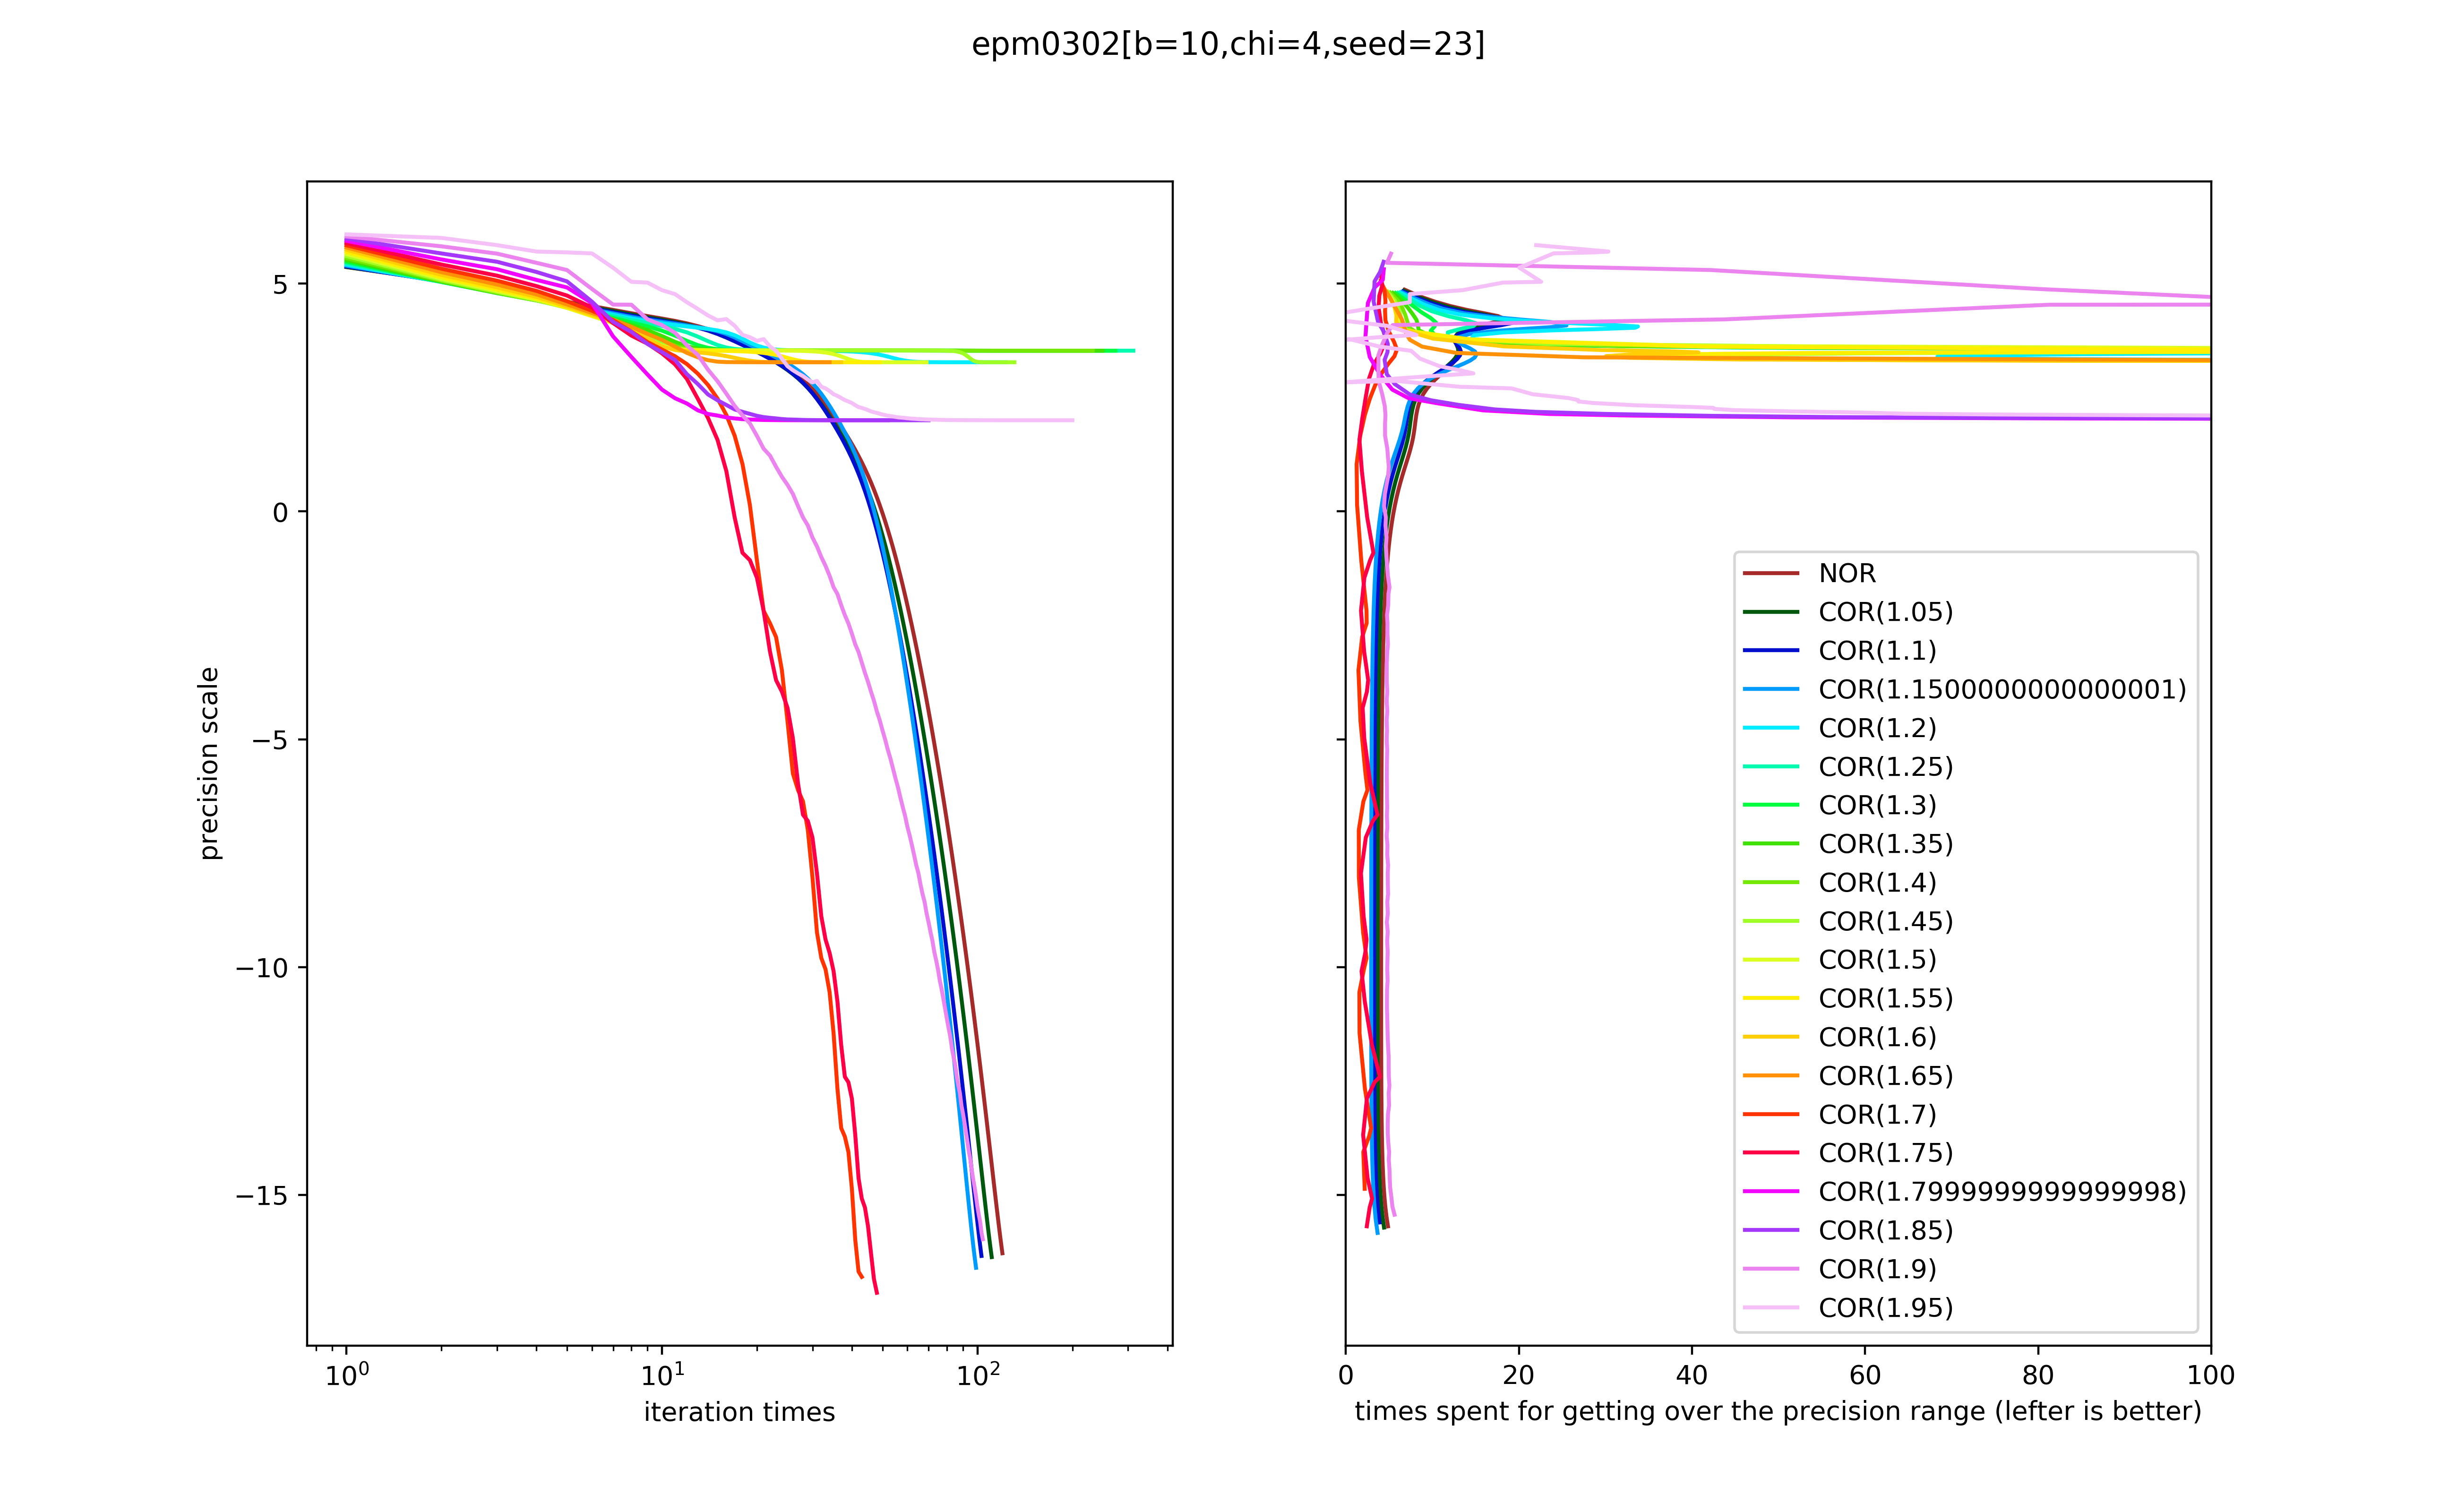 epm0302[b=10,chi=4,seed=23]
precision scale
5
0
−5
−10
−15
10⁰
10¹
10²
iteration times
0
20
40
60
80
100
times spent for getting over the precision range (lefter is better)
NOR
COR(1.05)
COR(1.1)
COR(1.1500000000000001)
COR(1.2)
COR(1.25)
COR(1.3)
COR(1.35)
COR(1.4)
COR(1.45)
COR(1.5)
COR(1.55)
COR(1.6)
COR(1.65)
COR(1.7)
COR(1.75)
COR(1.7999999999999998)
COR(1.85)
COR(1.9)
COR(1.95)